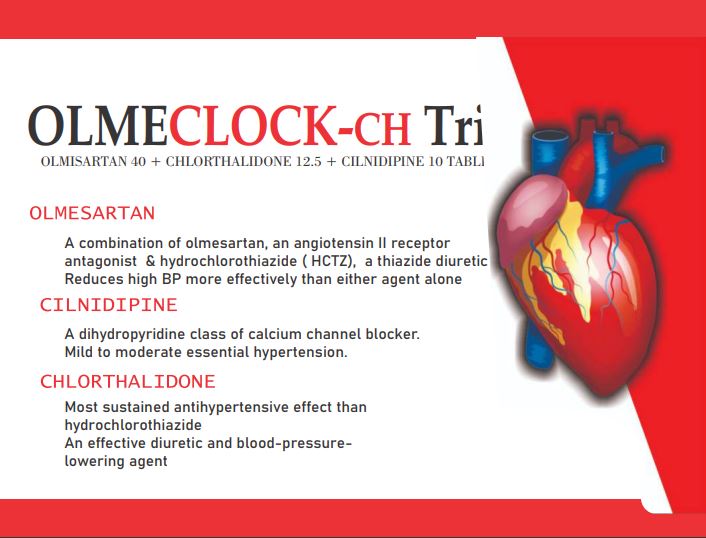 OLMECLOCK-CH Tri
OLMISARTAN 40 + CHLORTHALIDONE 12.5 + CILNIDIPINE 10 TABL
OLMESARTAN
A combination of olmesartan, an angiotensin II receptor
antagonist & hydrochlorothiazide ( HCTZ), a thiazide diuretic
Reduces high BP more effectively than either agent alone
CILNIDIPINE
A dihydropyridine class of calcium channel blocker.
Mild to moderate essential hypertension.
CHLORTHALIDONE
Most sustained antihypertensive effect than
hydrochlorothiazide
An effective diuretic and blood-pressure-
lowering agent